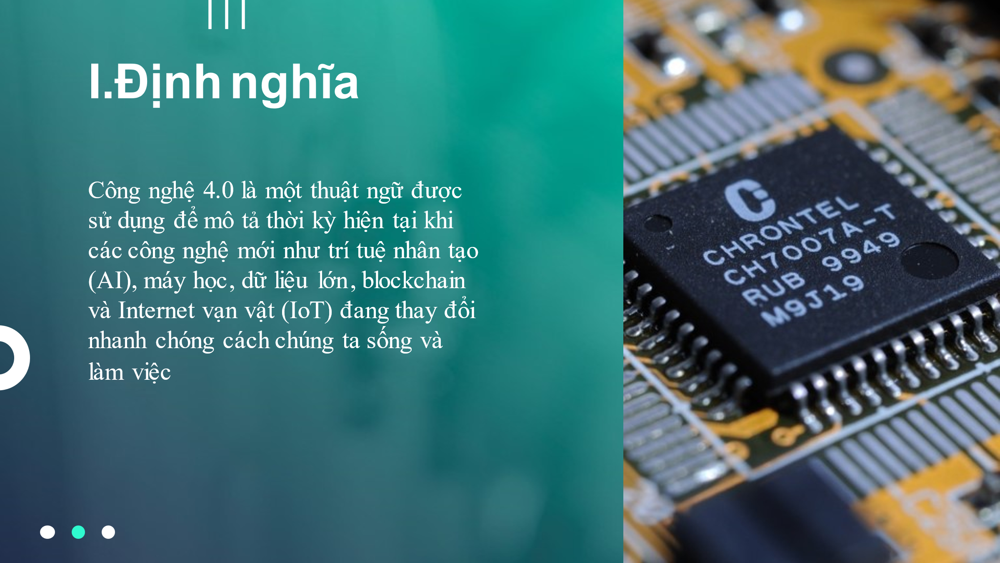 I.Định nghĩa
Công nghệ 4.0 là một thuật ngữ được
sử dụng để mô tả thời kỳ hiện tại khi
các công nghệ mới như trí tuệ nhân tạo
(AI), máy học, dữ liệu lớn, blockchain
và Internet vạn vật (IoT) đang thay đổi
nhanh chóng cách chúng ta sống và
làm việc
CHRONTEL
CH7007A-T
RUB 9949
M9J19